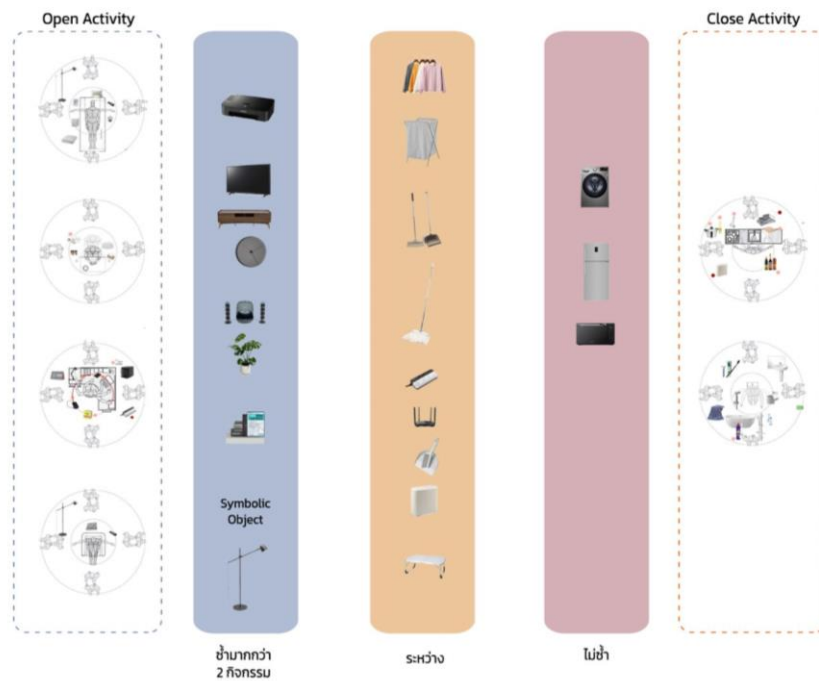 Open Activity
Close Activity
Symbolic
Object
ซ้ำมากกว่า
2 กิจกรรม
ระหว่าง
ไม่ซ้ำ